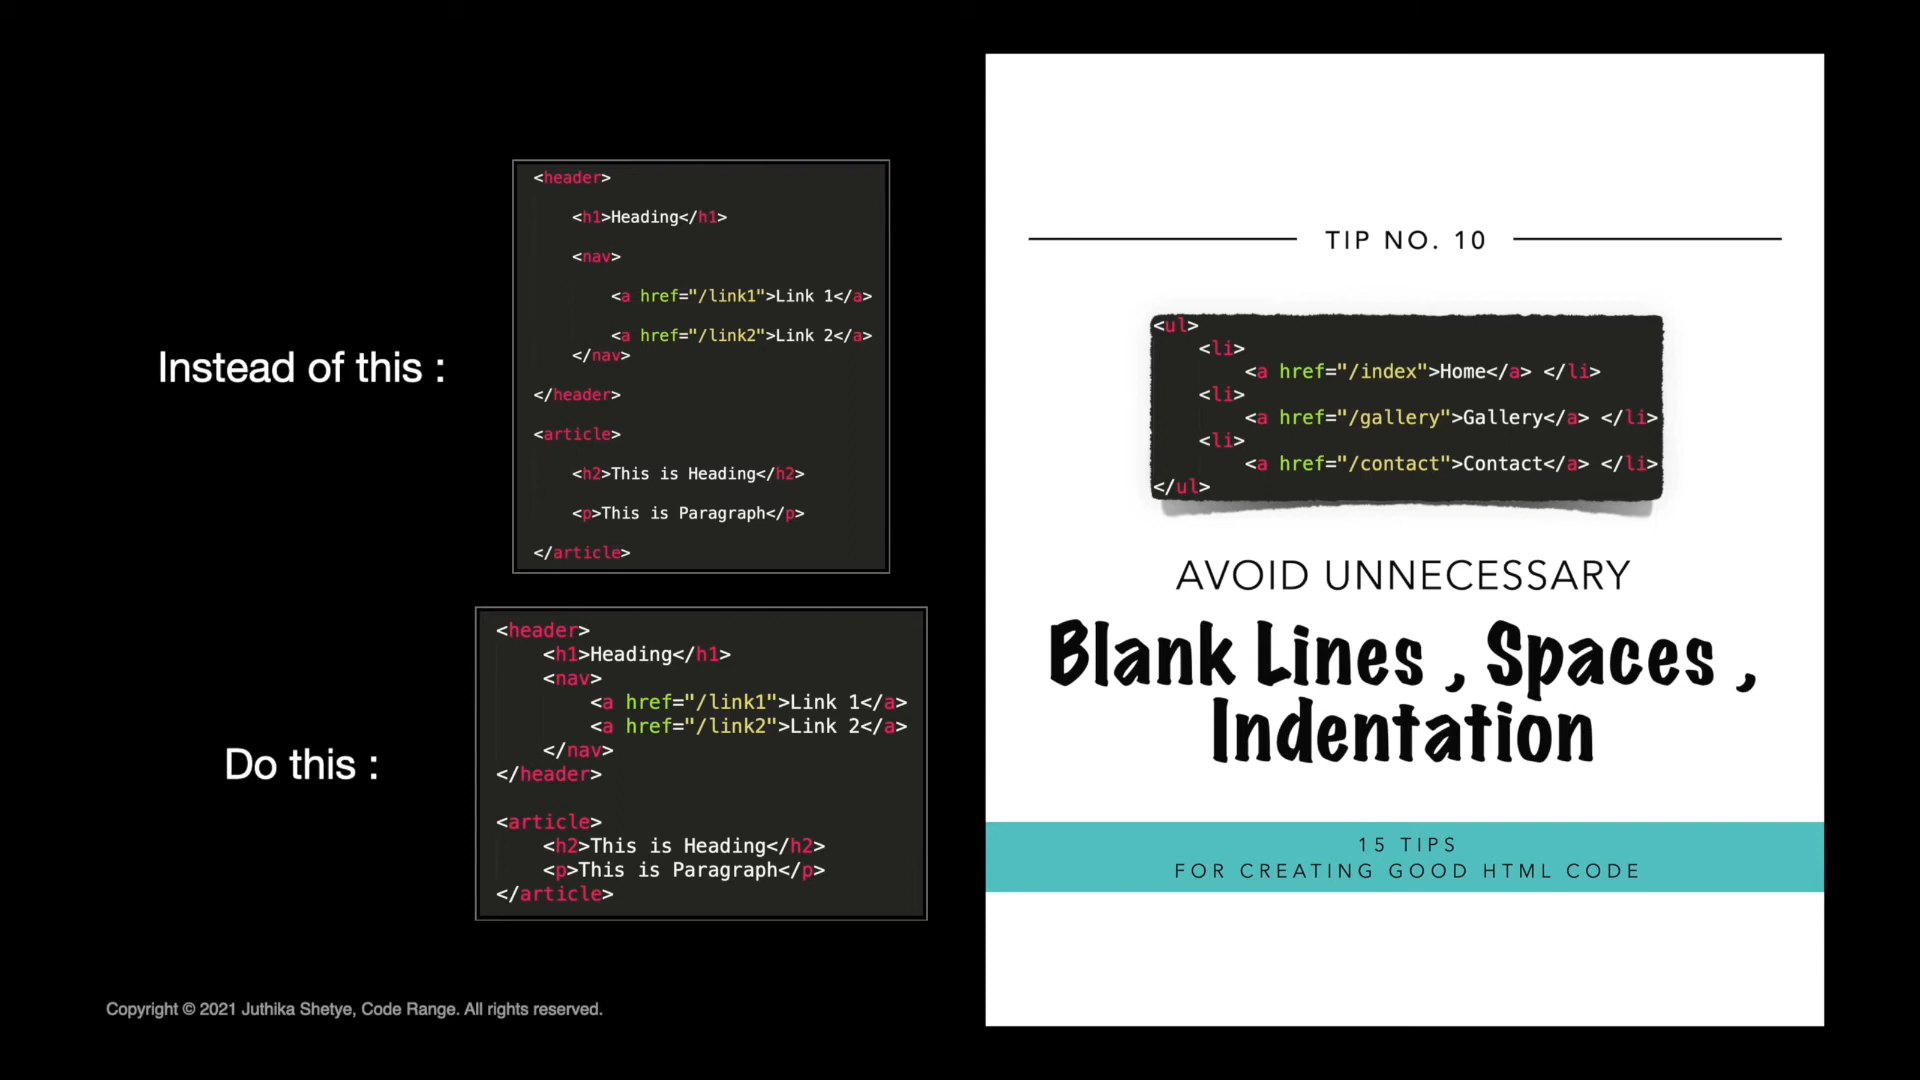 Instead of this :
<header>
<h1>Heading</h1>
<nav>
<a href="/link1">Link 1</a>
<a href="/link2">Link 2</a>
</nav>
</header>
<article>
<h2>This is Heading</h2>
<p>This is Paragraph</p>
</article>
Do this :
<header>
<h1>Heading</h1>
<nav>
<a href="/link1">Link 1</a>
<a href="/link2">Link 2</a>
</nav>
</header>
<article>
<h2>This is Heading</h2>
<p>This is Paragraph</p>
</article>
Copyright © 2021 Juthika Shetye, Code Range. All rights reserved.
TIP NO. 10
<ul>
<li>
<a href="/index">Home</a> </li>
<li>
<a href="/gallery">Gallery</a> </li>
<li>
<a href="/contact">Contact</a> </li>
</ul>
AVOID UNNECESSARY
Blank Lines , Spaces ,
Indentation
15 TIPS
FOR CREATING GOOD HTML CODE